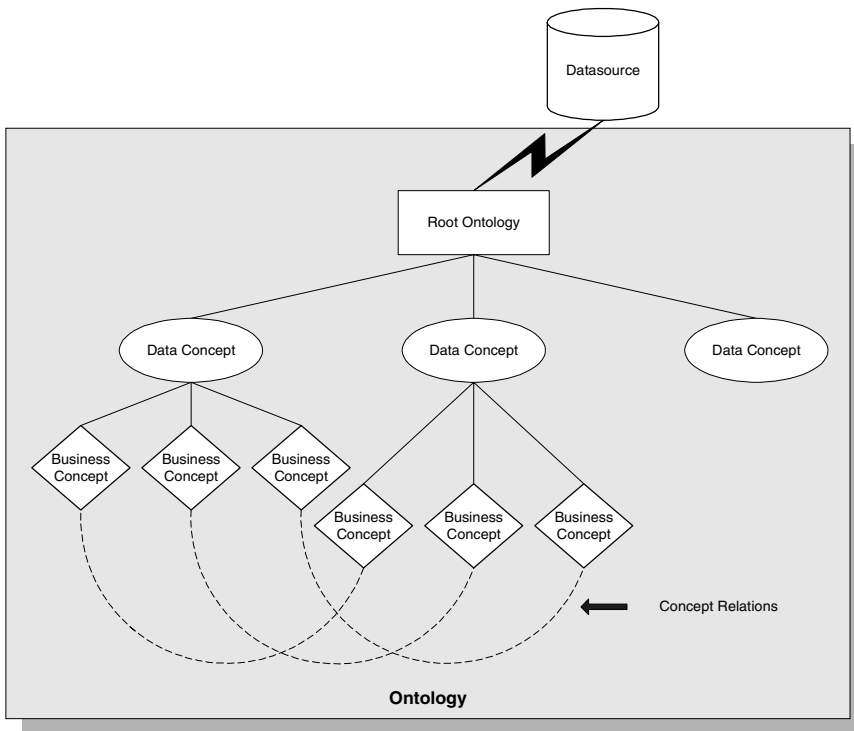 Datasource
Root Ontology
Data Concept
Data Concept
Data Concept
Business
Concept
Business
Concept
Business
Concept
Business
Concept
Business
Concept
Business
Concept
Concept Relations
Ontology